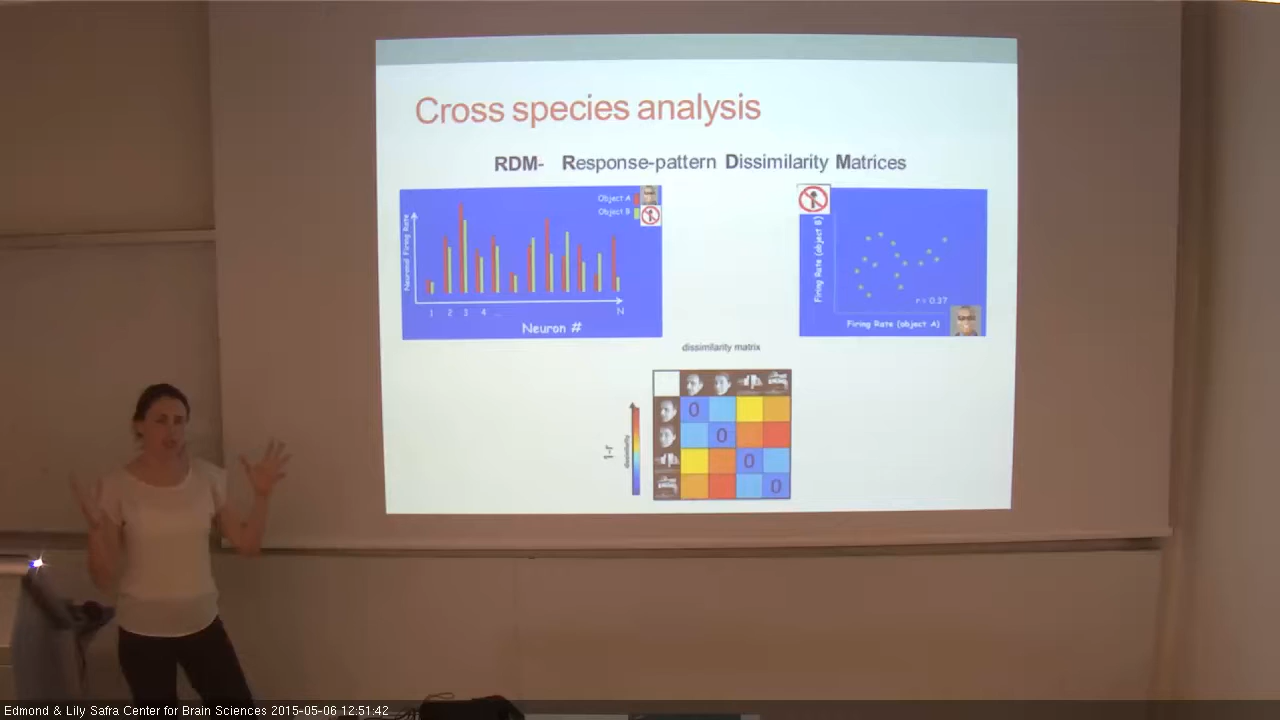 Cross species analysis
RDM- Response-pattern Dissimilarity Matrices
Object A
Object B
Neuronal Firing Rate
1 2 3 4 ... N
Neuron #
Firing Rate (object B)
r = 0.37
Firing Rate (object A)
dissimilarity matrix
1-r
dissimilarity
0
0
0
0
Edmond & Lily Safra Center for Brain Sciences 2015-05-06 12:51:42